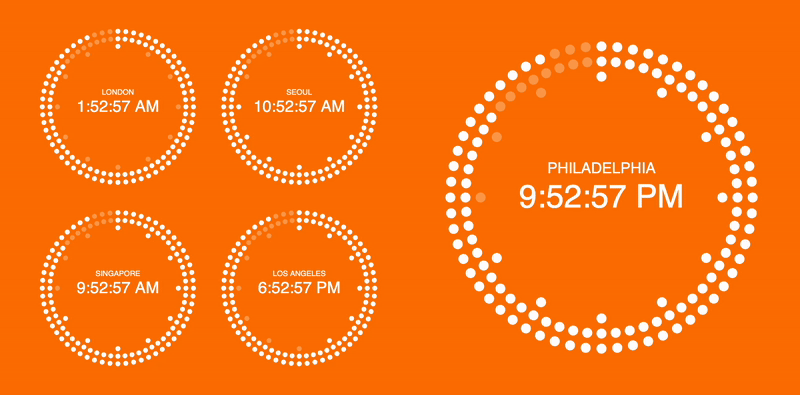 LONDON
1:52:57 AM
SEOUL
10:52:57 AM
SINGAPORE
9:52:57 AM
LOS ANGELES
6:52:57 PM
PHILADELPHIA
9:52:57 PM